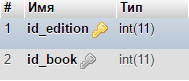 # Имя Тип
1 id_edition int(11)
2 id_book int(11)